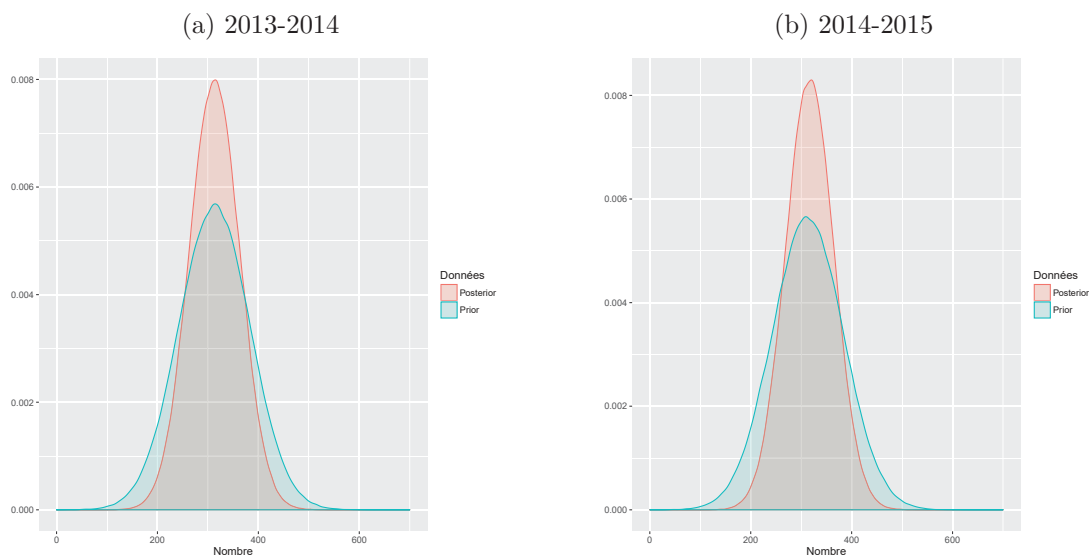 (a) 2013-2014
0.008
0.006
0.004
0.002
0.000
0
200
400
600
Nombre
Données
Posterior
Prior
(b) 2014-2015
0.008
0.006
0.004
0.002
0.000
0
200
400
600
Nombre
Données
Posterior
Prior